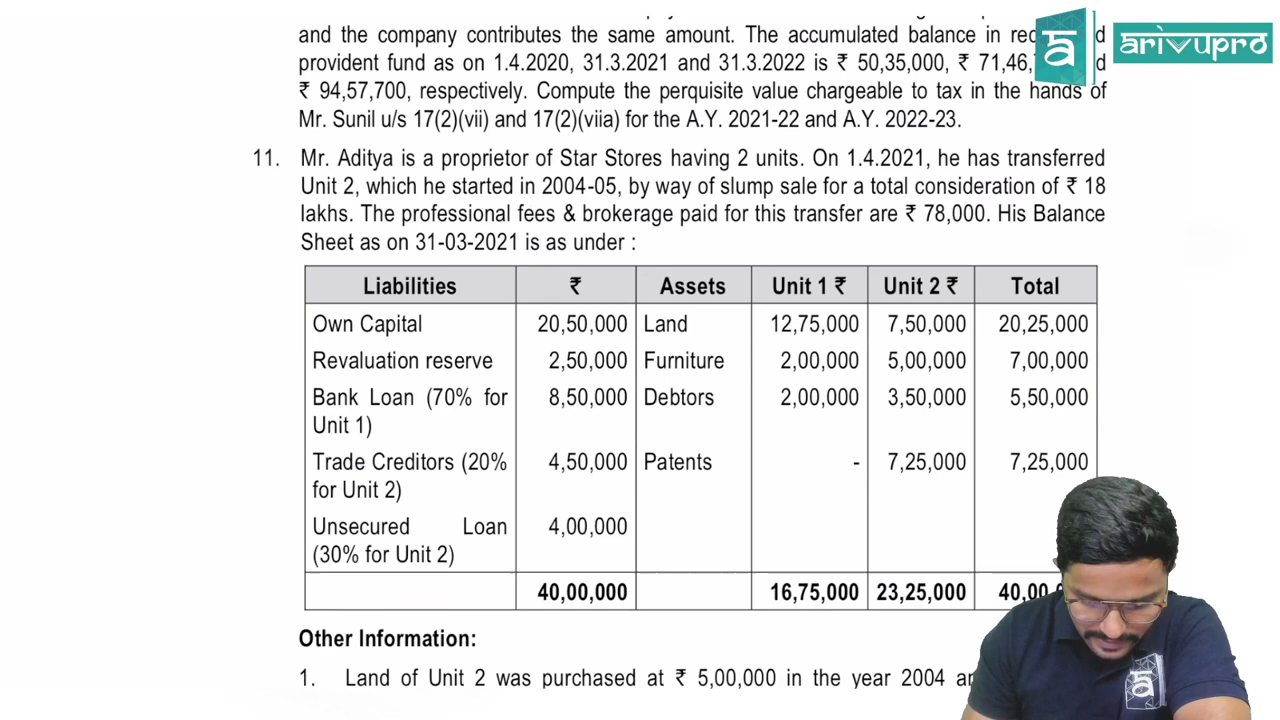 and the company contributes the same amount. The accumulated balance in
provident fund as on 1.4.2020, 31.3.2021 and 31.3.2022 is ₹ 50,35,000, ₹ 71,46,
₹ 94,57,700, respectively. Compute the perquisite value chargeable to tax in the hands of
Mr. Sunil u/s 17(2)(vii) and 17(2)(viia) for the A.Y. 2021-22 and A.Y. 2022-23.
arivupro
11. Mr. Aditya is a proprietor of Star Stores having 2 units. On 1.4.2021, he has transferred
Unit 2, which he started in 2004-05, by way of slump sale for a total consideration of ₹ 18
lakhs. The professional fees & brokerage paid for this transfer are ₹ 78,000. His Balance
Sheet as on 31-03-2021 is as under :
Liabilities ₹ Assets Unit 1 ₹ Unit 2 ₹ Total
Own Capital 20,50,000 Land 12,75,000 7,50,000 20,25,000
Revaluation reserve 2,50,000 Furniture 2,00,000 5,00,000 7,00,000
Bank Loan (70% for 8,50,000 Debtors 2,00,000 3,50,000 5,50,000
Unit 1)
Trade Creditors (20% 4,50,000 Patents - 7,25,000 7,25,000
for Unit 2)
Unsecured Loan 4,00,000
(30% for Unit 2)
40,00,000 16,75,000 23,25,000 40,00
Other Information:
1. Land of Unit 2 was purchased at ₹ 5,00,000 in the year 2004